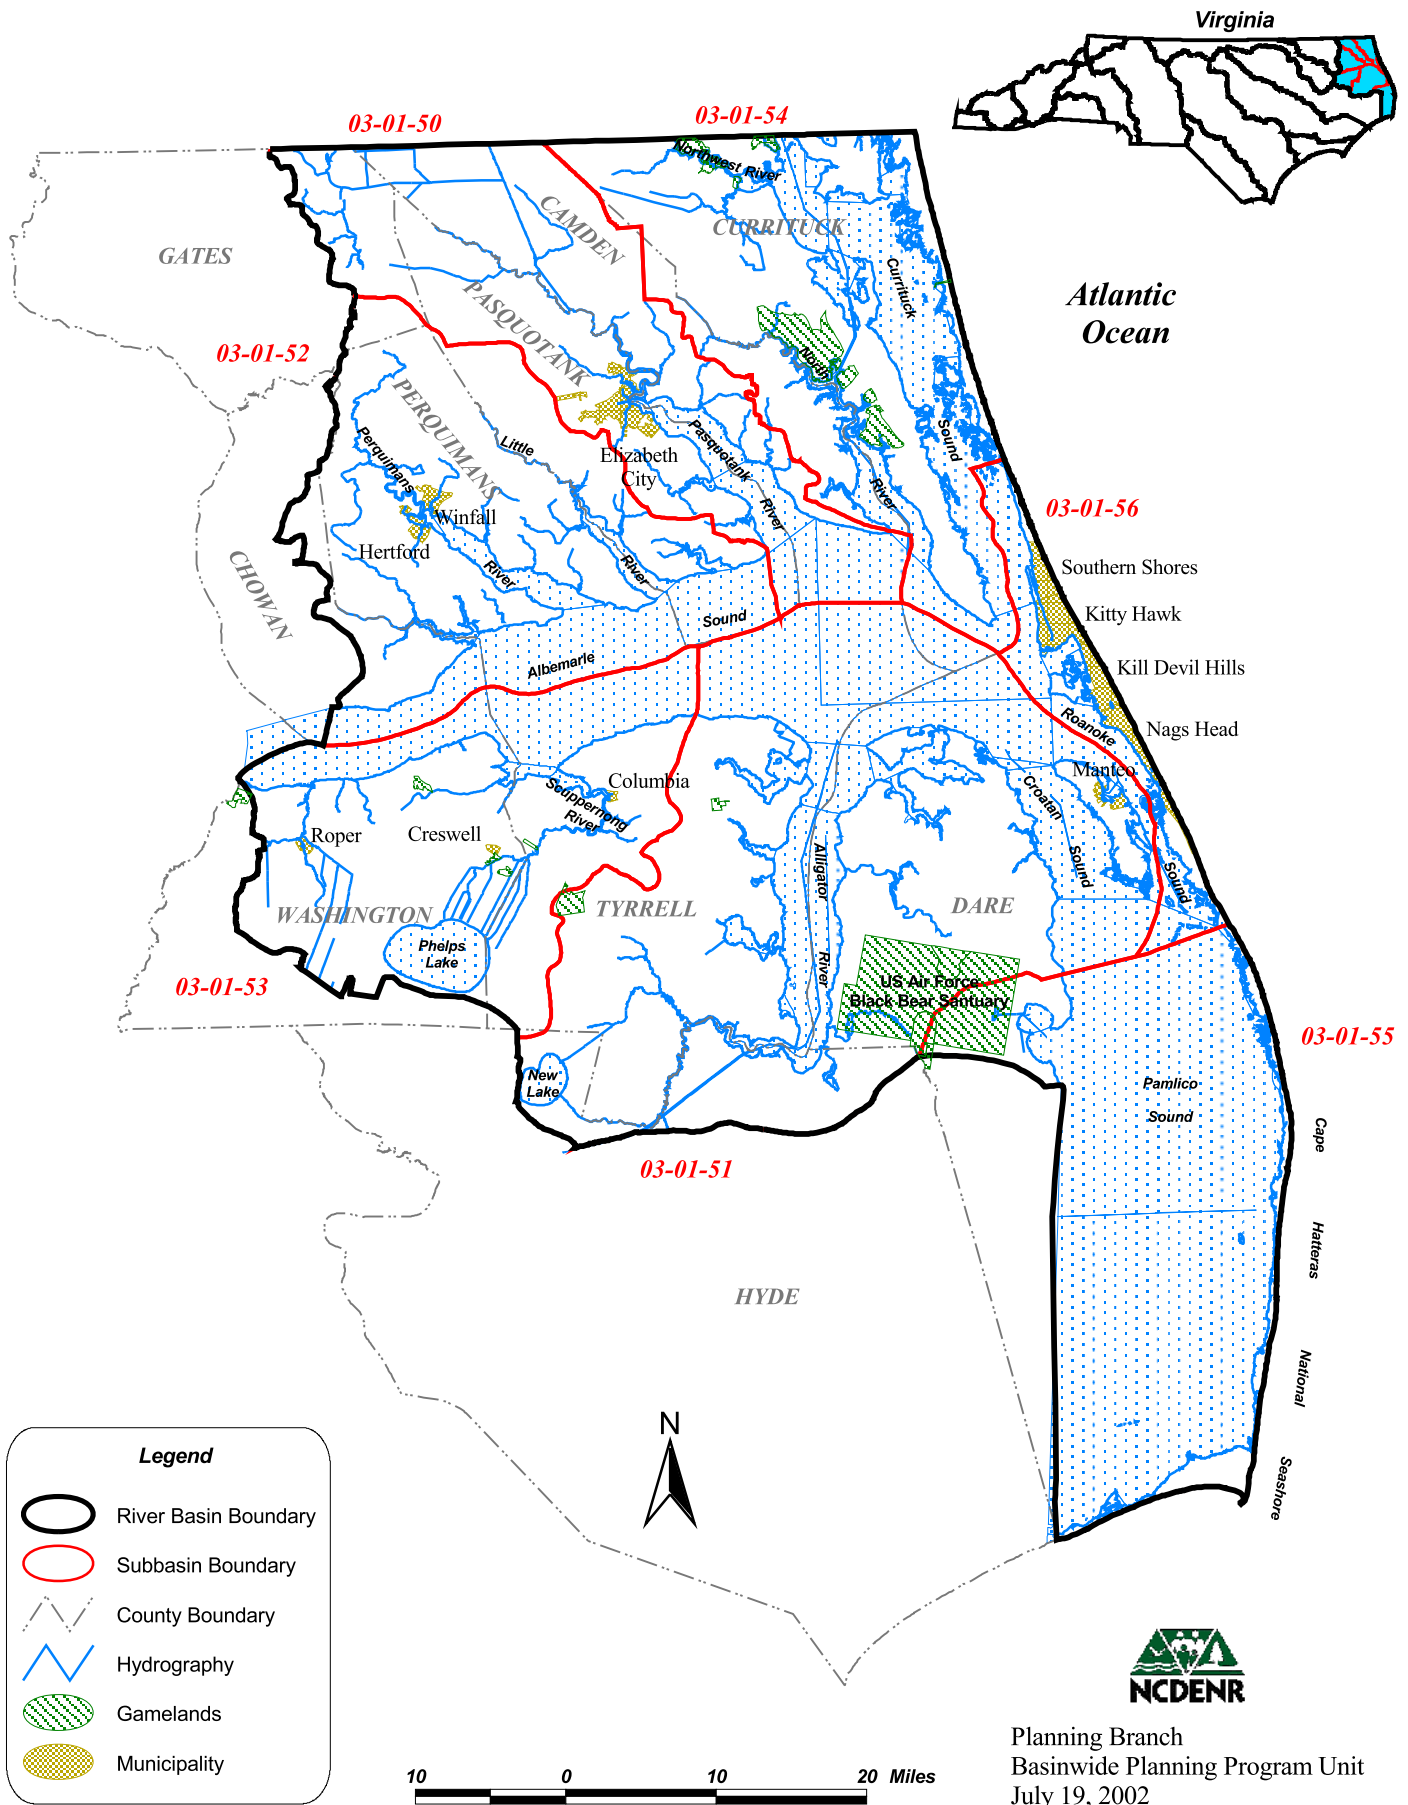 Virginia
03-01-50
03-01-54
Northwest River
CAMDEN
CURRITUCK
GATES
Currituck
Atlantic
Ocean
PASQUOTANK
03-01-52
North
PERQUIMANS
Perquimans
Little
Pasquotank
Sound
Elizabeth
City
River
River
03-01-56
Winfall
Hertford
River
River
Southern Shores
CHOWAN
Kitty Hawk
Sound
Albemarle
Kill Devil Hills
Roanoke
Nags Head
Manteo
Columbia
Scuppernong
River
Croatan
Roper
Creswell
Alligator
Sound
Sound
WASHINGTON
TYRRELL
DARE
Phelps
Lake
River
US Air Force
Black Bear Santuary
03-01-53
03-01-55
New
Lake
Pamlico
Sound
Cape
03-01-51
Hatteras
HYDE
National
Seashore
N
Legend
River Basin Boundary
Subbasin Boundary
County Boundary
Hydrography
Gamelands
Municipality
NCDENR
Planning Branch
Basinwide Planning Program Unit
July 19, 2002
10 0 10 20 Miles